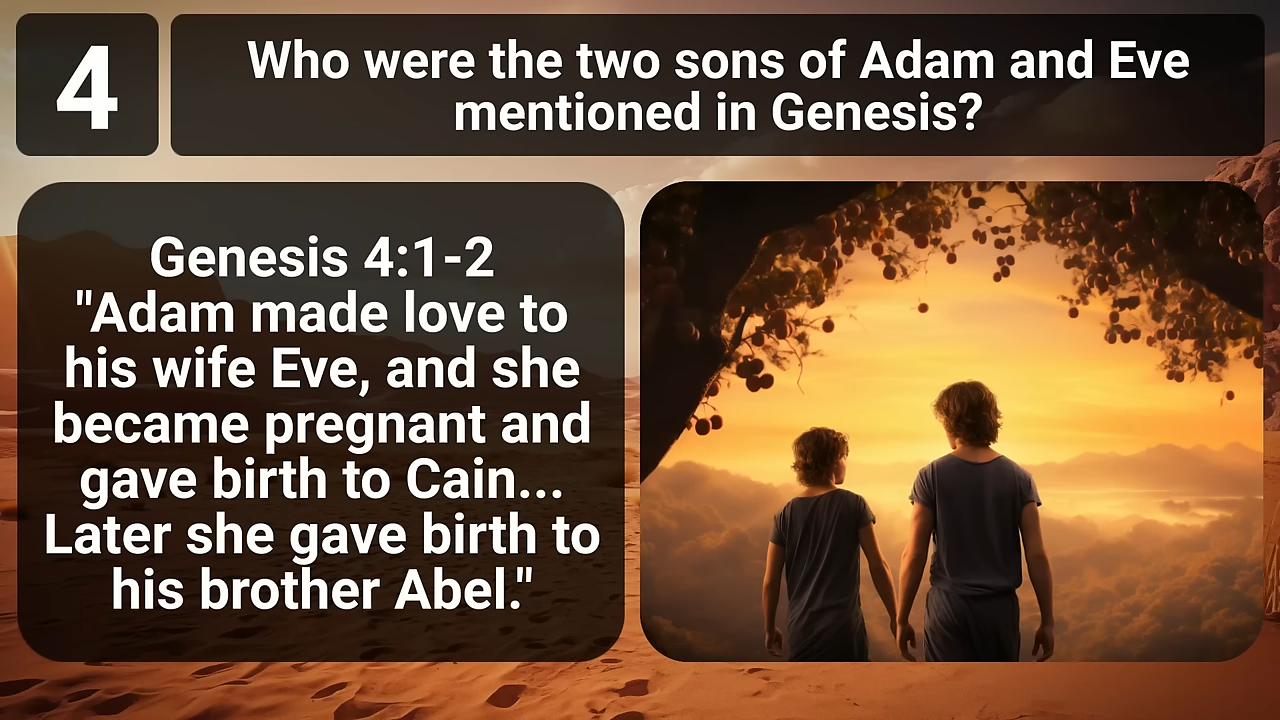 4
Who were the two sons of Adam and Eve
mentioned in Genesis?
Genesis 4:1-2
"Adam made love to
his wife Eve, and she
became pregnant and
gave birth to Cain...
Later she gave birth to
his brother Abel."